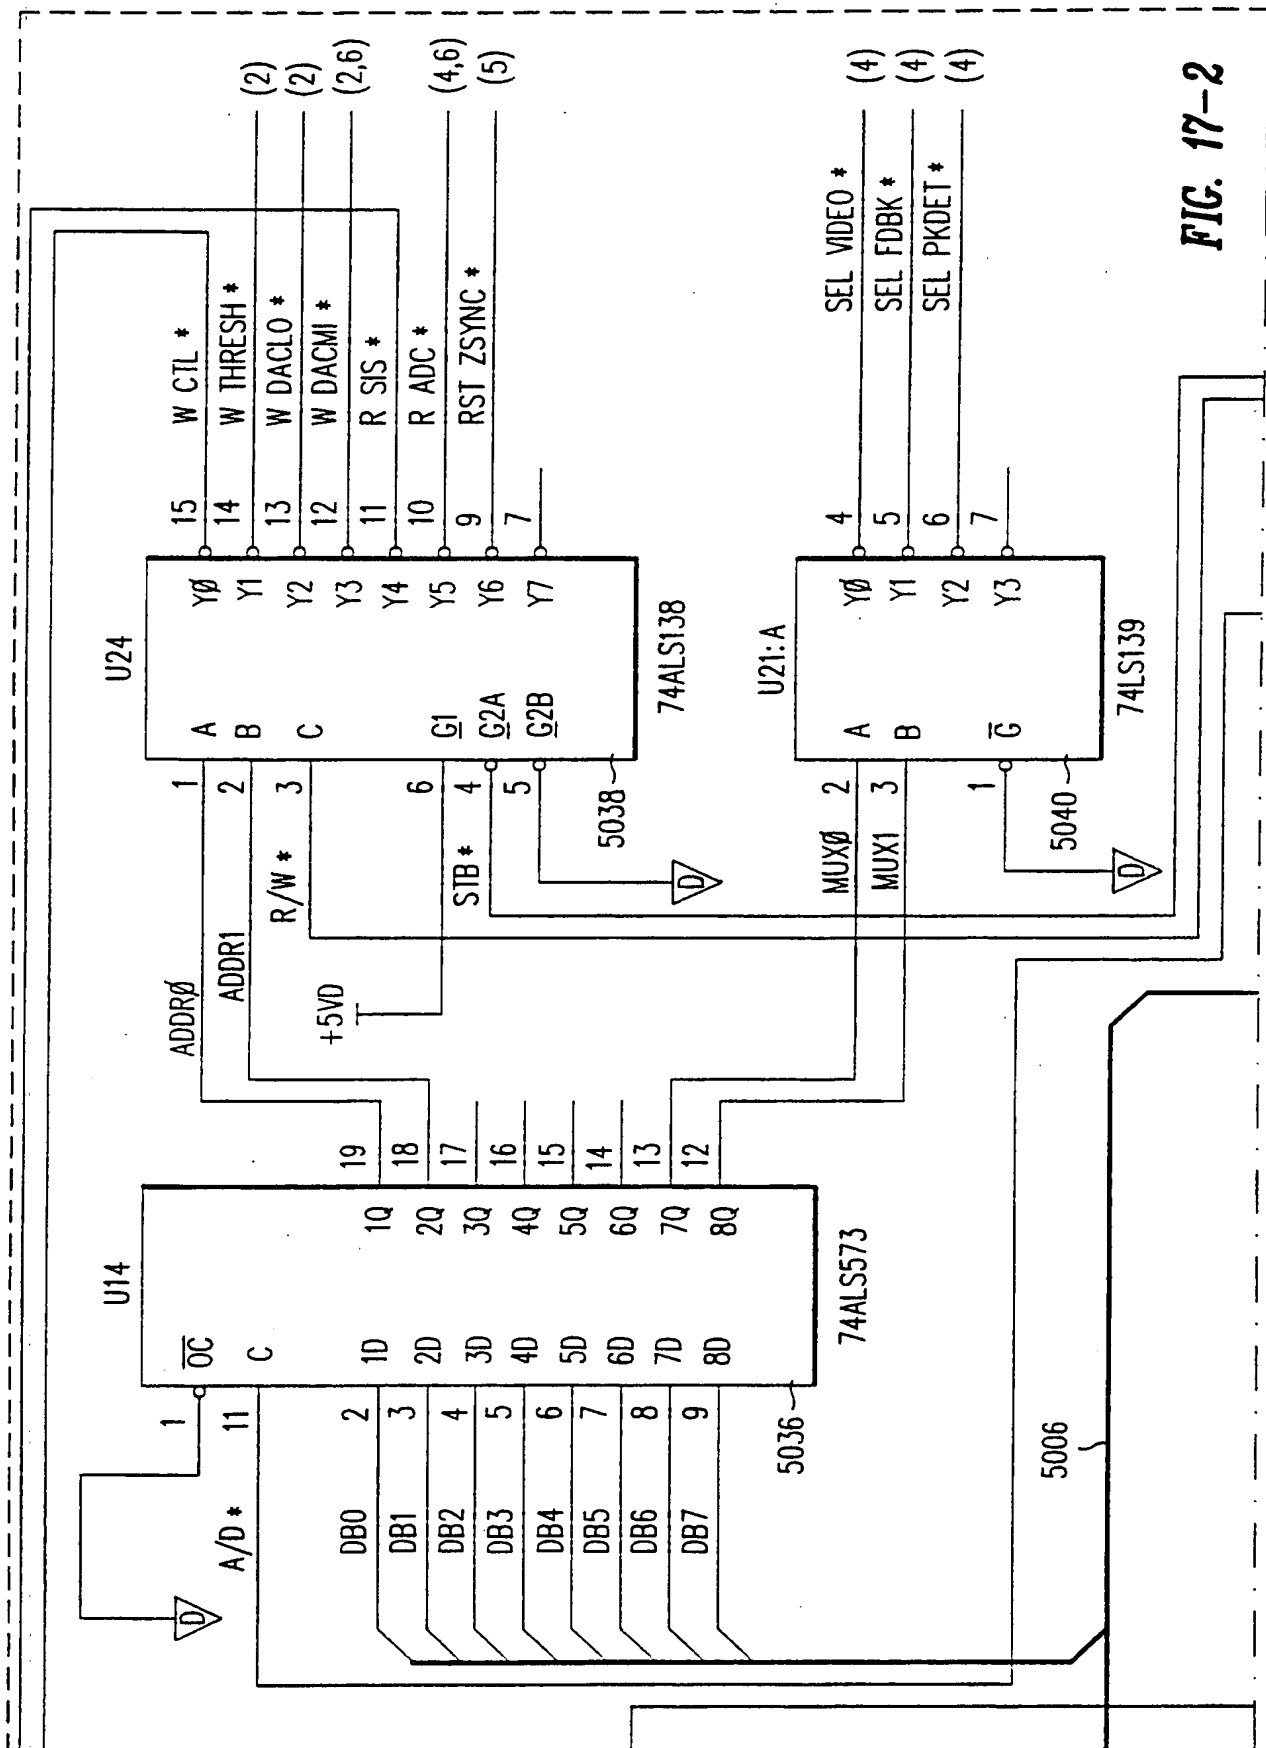 U14
OC
C
1D
2D
3D
4D
5D
6D
7D
8D
1Q
2Q
3Q
4Q
5Q
6Q
7Q
8Q
1
11
2
3
4
5
6
7
8
9
19
18
17
16
15
14
13
12
A/D *
D
DB0
DB1
DB2
DB3
DB4
DB5
DB6
DB7
5036
74ALS573
5006
ADDRØ
ADDR1
R/W *
+5VD
STB *
D
U24
A
B
C
G1
G2A
G2B
1
2
3
6
4
5
YØ
Y1
Y2
Y3
Y4
Y5
Y6
Y7
15
14
13
12
11
10
9
7
W CTL *
W THRESH *
W DACLO *
W DACMI *
R SIS *
R ADC *
RST ZSYNC *
(2)
(2)
(2,6)
(4,6)
(5)
5038
74ALS138
MUXØ
MUX1
D
U21:A
A
B
G
2
3
1
YØ
Y1
Y2
Y3
4
5
6
7
SEL VIDEO *
SEL FDBK *
SEL PKDET *
(4)
(4)
(4)
5040
74LS139
FIG. 17-2